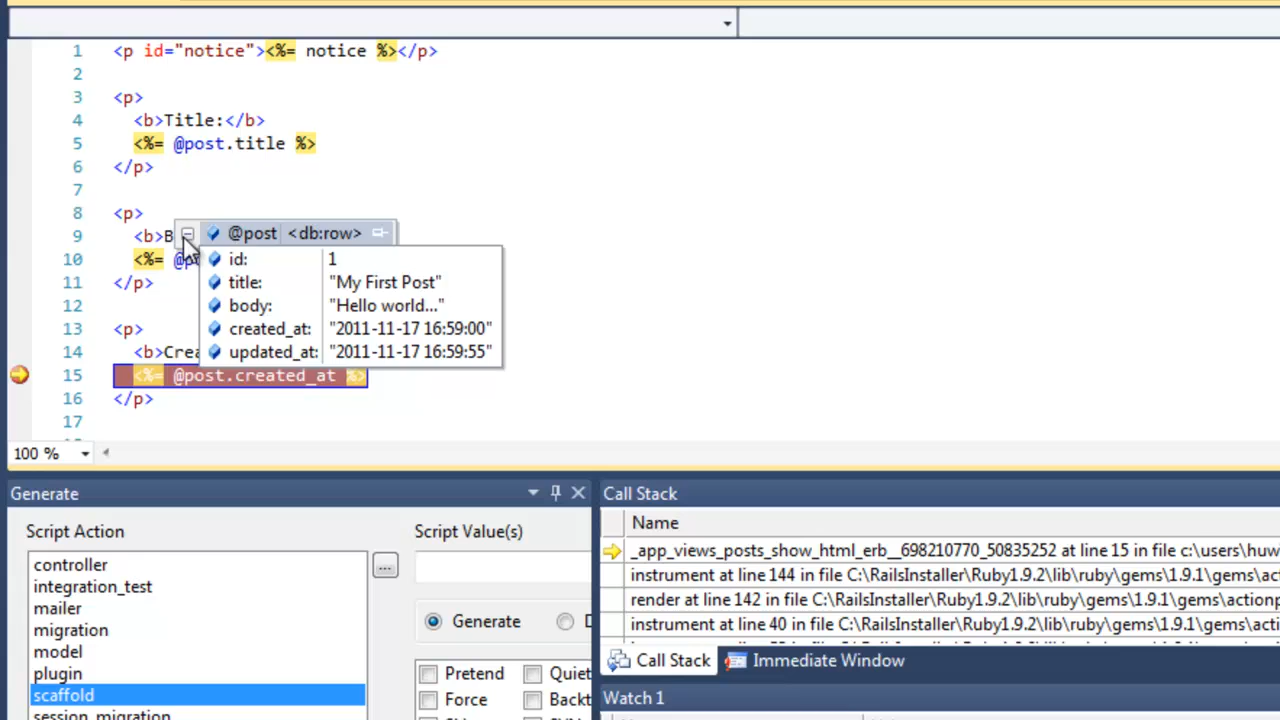 1 <p id="notice"><%= notice %></p>
2
3 <p>
4 <b>Title:</b>
5 <%= @post.title %>
6 </p>
7
8 <p>
@post <db:row>
9 <b>B
10 <%=
id: 1
11 </p>
title: "My First Post"
12
body: "Hello world..."
13 <p>
created_at: "2011-11-17 16:59:00"
14 <b>Crea
updated_at: "2011-11-17 16:59:55"
15 <%= @post.created_at %>
16 </p>
17
100 %
Generate
Script Action
Script Value(s)
controller
integration_test
mailer
migration
model
plugin
scaffold
session_migration
...
Generate D
Pretend Quiet
Force Backt
Call Stack
Name
_app_views_posts_show_html_erb__698210770_50835252 at line 15 in file c:\users\huw
instrument at line 144 in file C:\RailsInstaller\Ruby1.9.2\lib\ruby\gems\1.9.1\gems\ac
render at line 142 in file C:\RailsInstaller\Ruby1.9.2\lib\ruby\gems\1.9.1\gems\actionp
instrument at line 40 in file C:\RailsInstaller\Ruby1.9.2\lib\ruby\gems\1.9.1\gems\ac
Call Stack Immediate Window
Watch 1